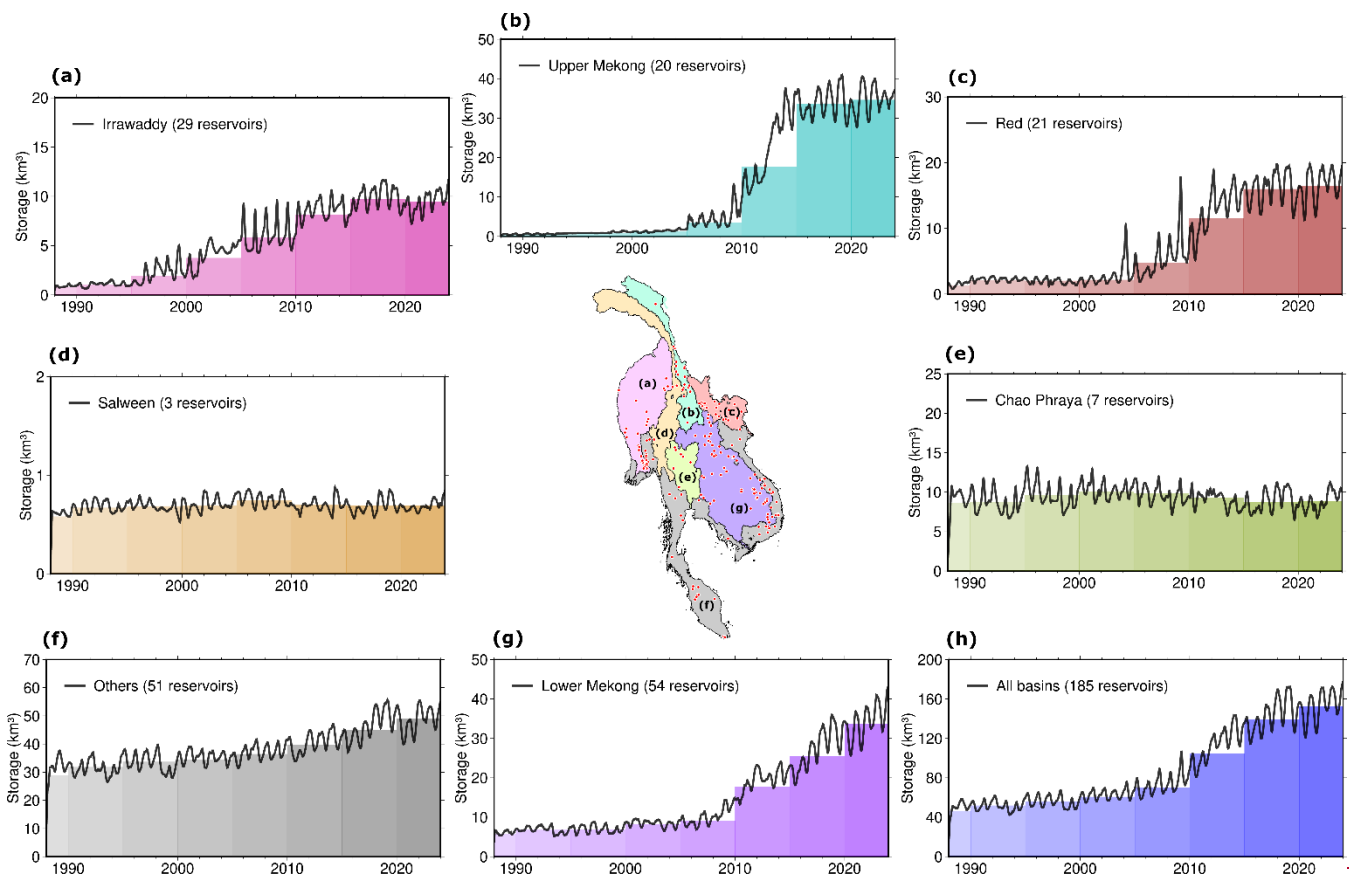 (a)
20
15
10
5
0
Storage (km³)
Irrawaddy (29 reservoirs)
1990 2000 2010 2020
(b)
50
40
30
20
10
0
Storage (km³)
Upper Mekong (20 reservoirs)
1990 2000 2010 2020
(c)
30
20
10
0
Storage (km³)
Red (21 reservoirs)
1990 2000 2010 2020
(d)
2
1
0
Storage (km³)
Salween (3 reservoirs)
1990 2000 2010 2020
(a)
(b)
(c)
(d)
(e)
(g)
(f)
(e)
25
20
15
10
5
0
Storage (km³)
Chao Phraya (7 reservoirs)
1990 2000 2010 2020
(f)
70
60
50
40
30
20
10
0
Storage (km³)
Others (51 reservoirs)
1990 2000 2010 2020
(g)
50
40
30
20
10
0
Storage (km³)
Lower Mekong (54 reservoirs)
1990 2000 2010 2020
(h)
200
160
120
80
40
0
Storage (km³)
All basins (185 reservoirs)
1990 2000 2010 2020